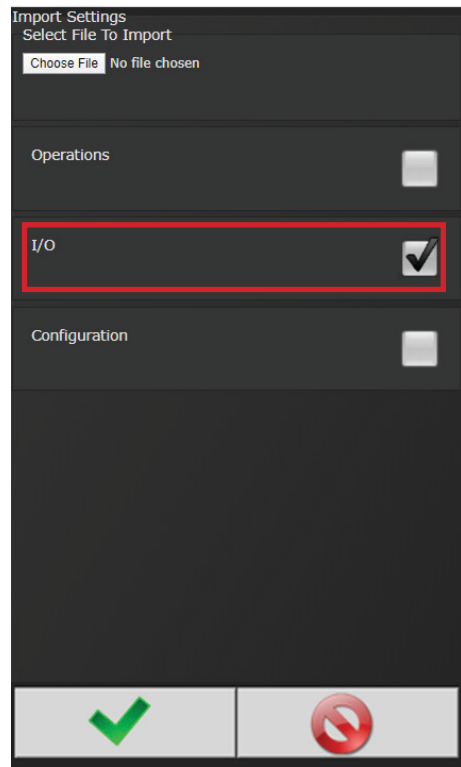 Import Settings
Select File To Import
Choose File No file chosen
Operations
I/O
Configuration